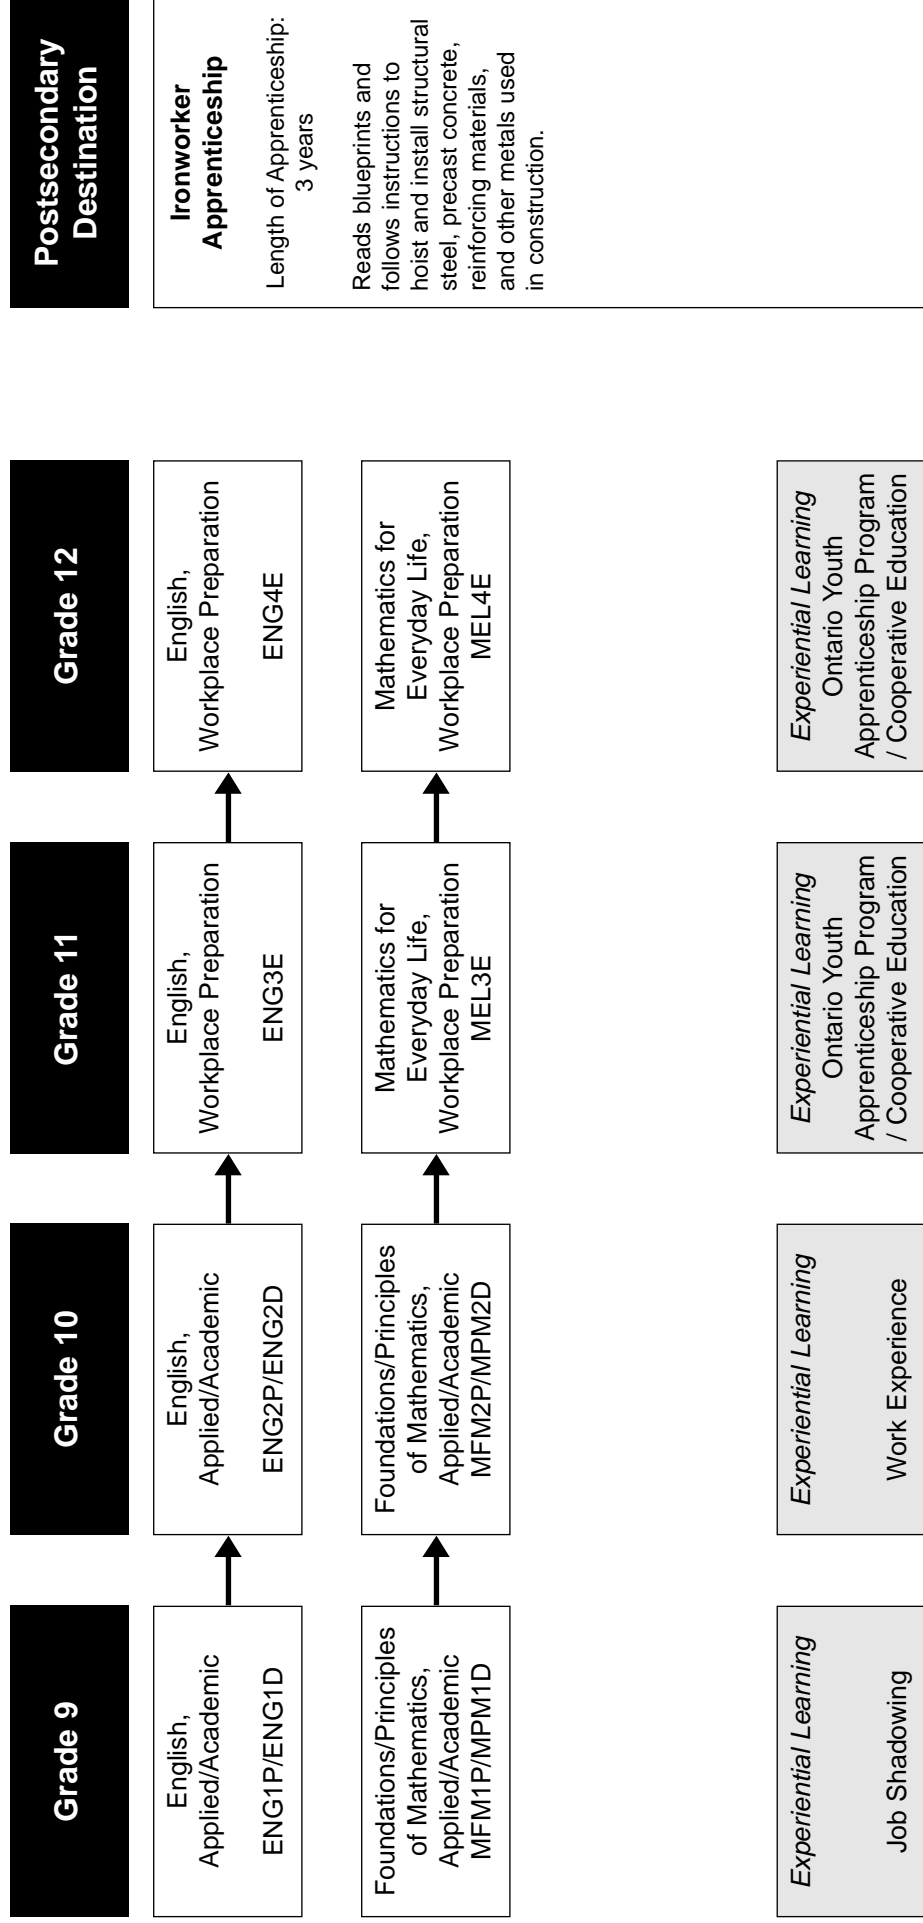 Grade 9
Grade 10
Grade 11
Grade 12
Postsecondary
Destination
English,
Applied/Academic
ENG1P/ENG1D
English,
Applied/Academic
ENG2P/ENG2D
English,
Workplace Preparation
ENG3E
English,
Workplace Preparation
ENG4E
Ironworker
Apprenticeship
Length of Apprenticeship:
3 years
Reads blueprints and
follows instructions to
hoist and install structural
steel, precast concrete,
reinforcing materials,
and other metals used
in construction.
Foundations/Principles
of Mathematics,
Applied/Academic
MFM1P/MPM1D
Foundations/Principles
of Mathematics,
Applied/Academic
MFM2P/MPM2D
Mathematics for
Everyday Life,
Workplace Preparation
MEL3E
Mathematics for
Everyday Life,
Workplace Preparation
MEL4E
Experiential Learning
Job Shadowing
Experiential Learning
Work Experience
Experiential Learning
Ontario Youth
Apprenticeship Program
/ Cooperative Education
Experiential Learning
Ontario Youth
Apprenticeship Program
/ Cooperative Education